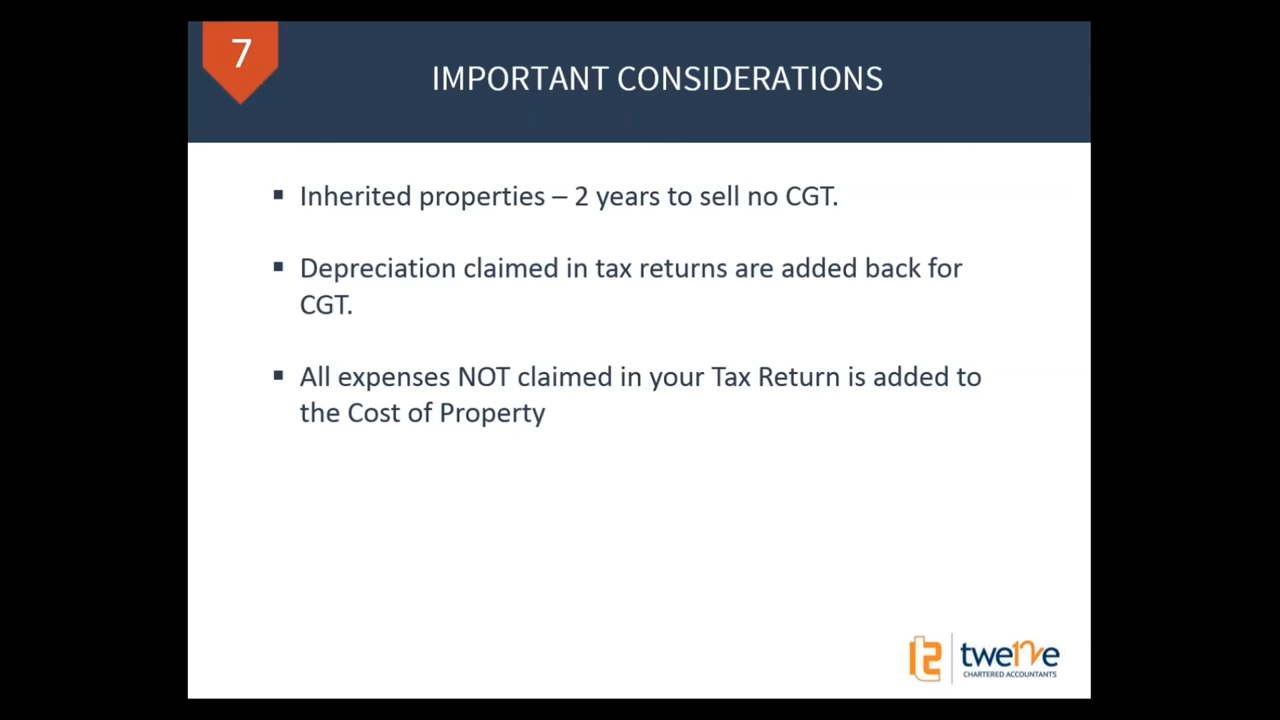 7
IMPORTANT CONSIDERATIONS
▪ Inherited properties – 2 years to sell no CGT.
▪ Depreciation claimed in tax returns are added back for
CGT.
▪ All expenses NOT claimed in your Tax Return is added to
the Cost of Property
12 twe12ve
CHARTERED ACCOUNTANTS